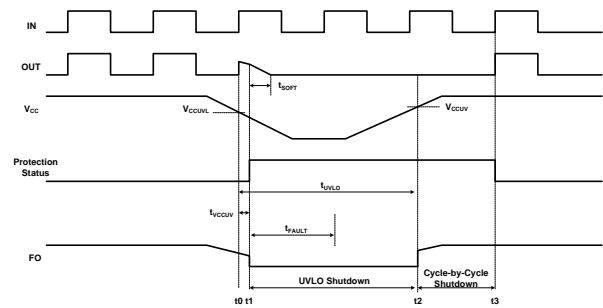 IN
OUT
tSOFT
VCC
VCCUVL
VCCUV
Protection
Status
tUVLO
tVCCUV
tFAULT
FO
UVLO Shutdown
Cycle-by-Cycle
Shutdown
t0 t1
t2
t3